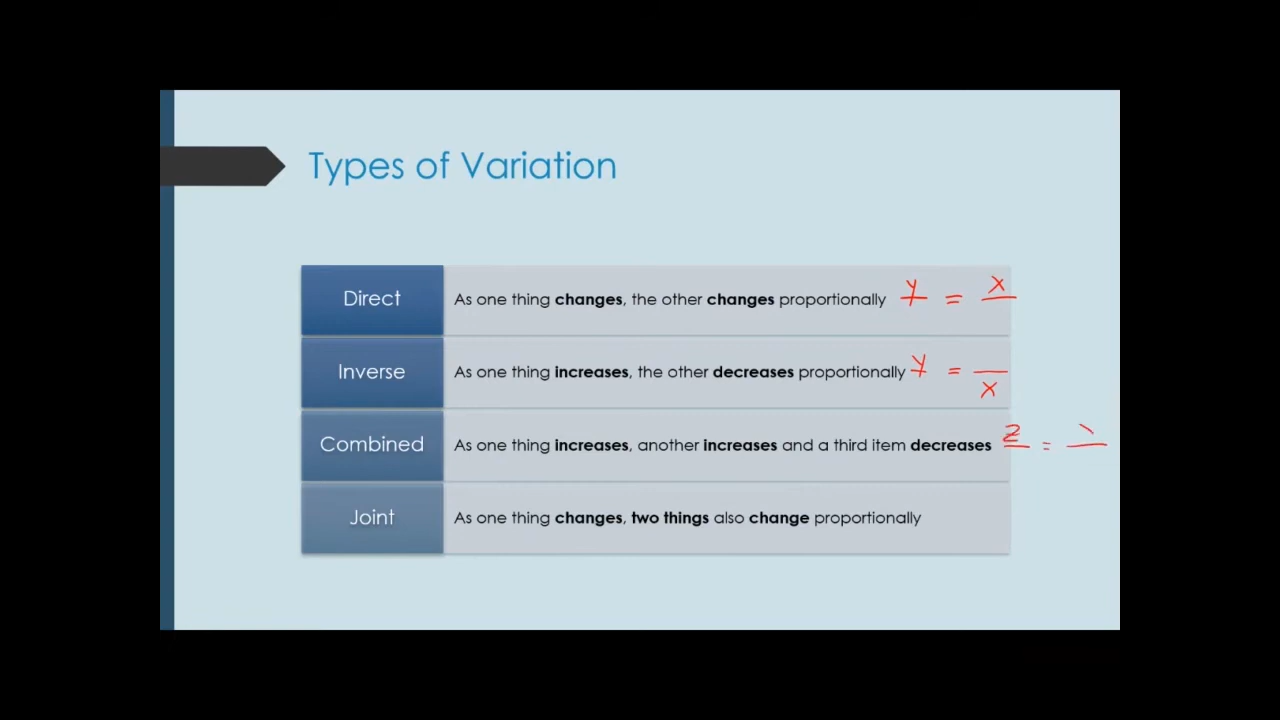 Types of Variation
Direct
As one thing changes, the other changes proportionally y = x
Inverse
As one thing increases, the other decreases proportionally y = x
Combined
As one thing increases, another increases and a third item decreases z =
Joint
As one thing changes, two things also change proportionally